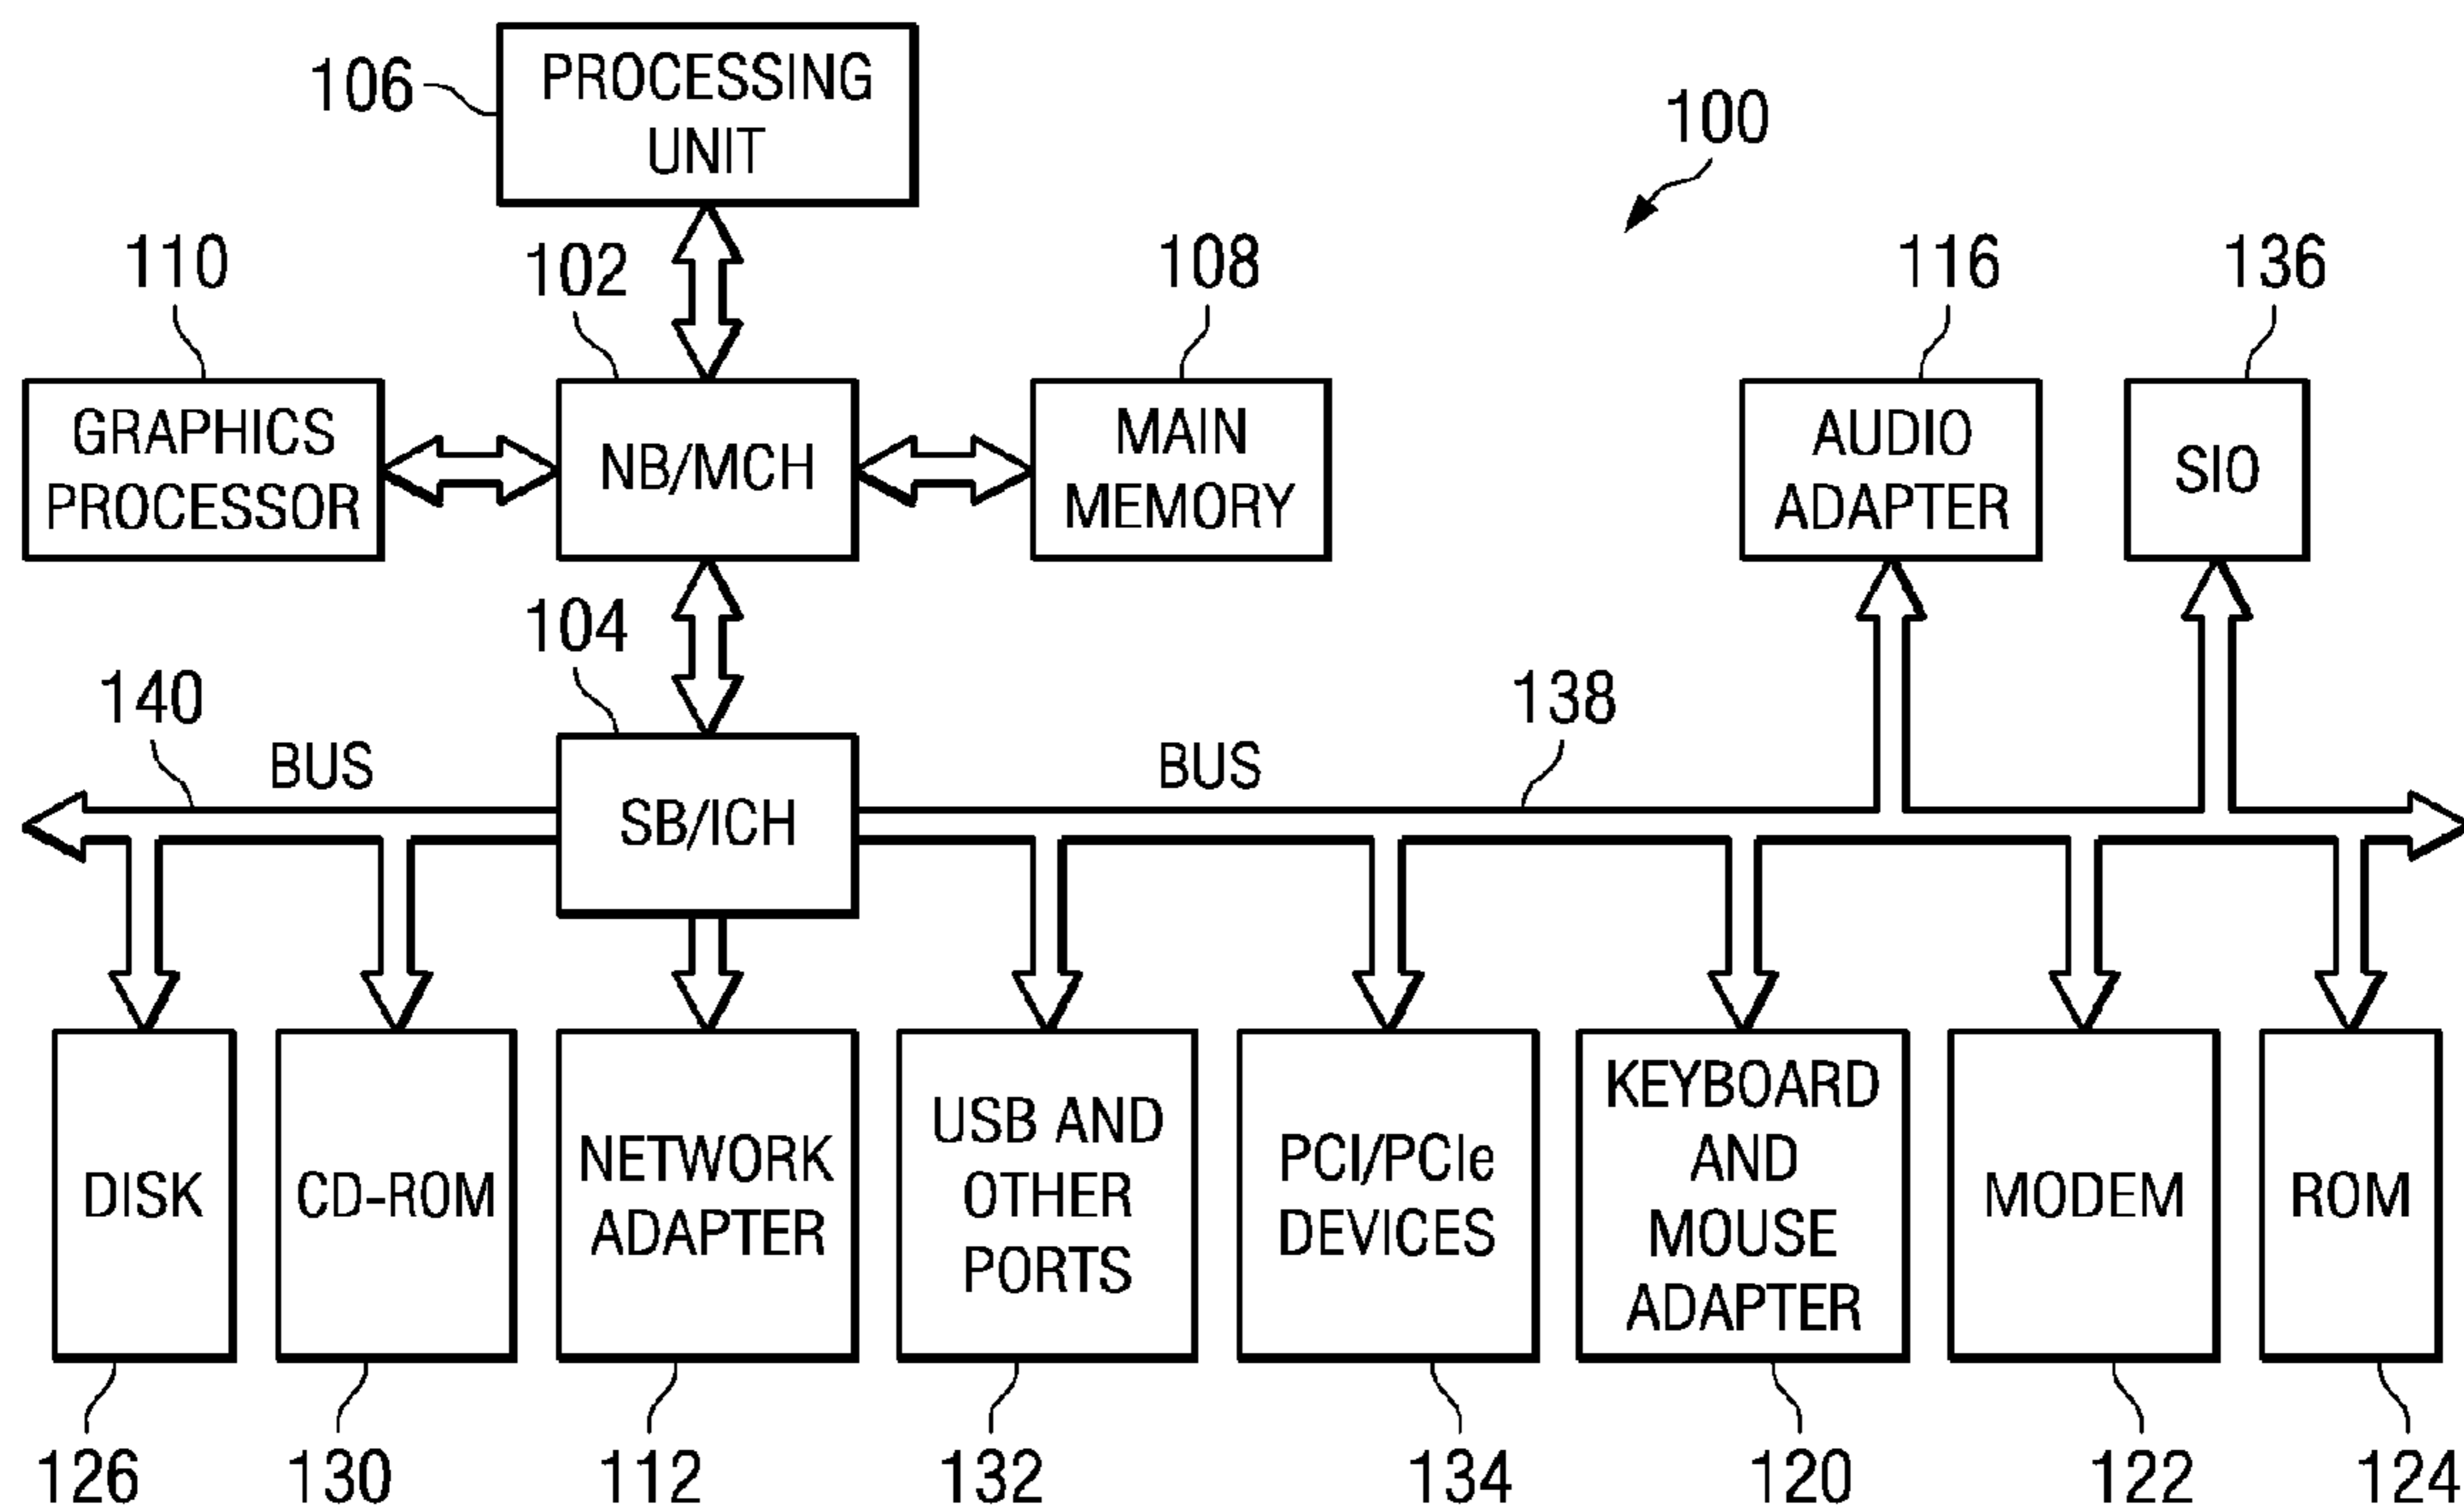 106
PROCESSING
UNIT
100
110
102
108
116
136
GRAPHICS
PROCESSOR
NB/MCH
MAIN
MEMORY
AUDIO
ADAPTER
SIO
104
140
BUS
SB/ICH
BUS
138
DISK
CD-ROM
NETWORK
ADAPTER
USB AND
OTHER
PORTS
PCI/PCIe
DEVICES
KEYBOARD
AND
MOUSE
ADAPTER
MODEM
ROM
126
130
112
132
134
120
122
124